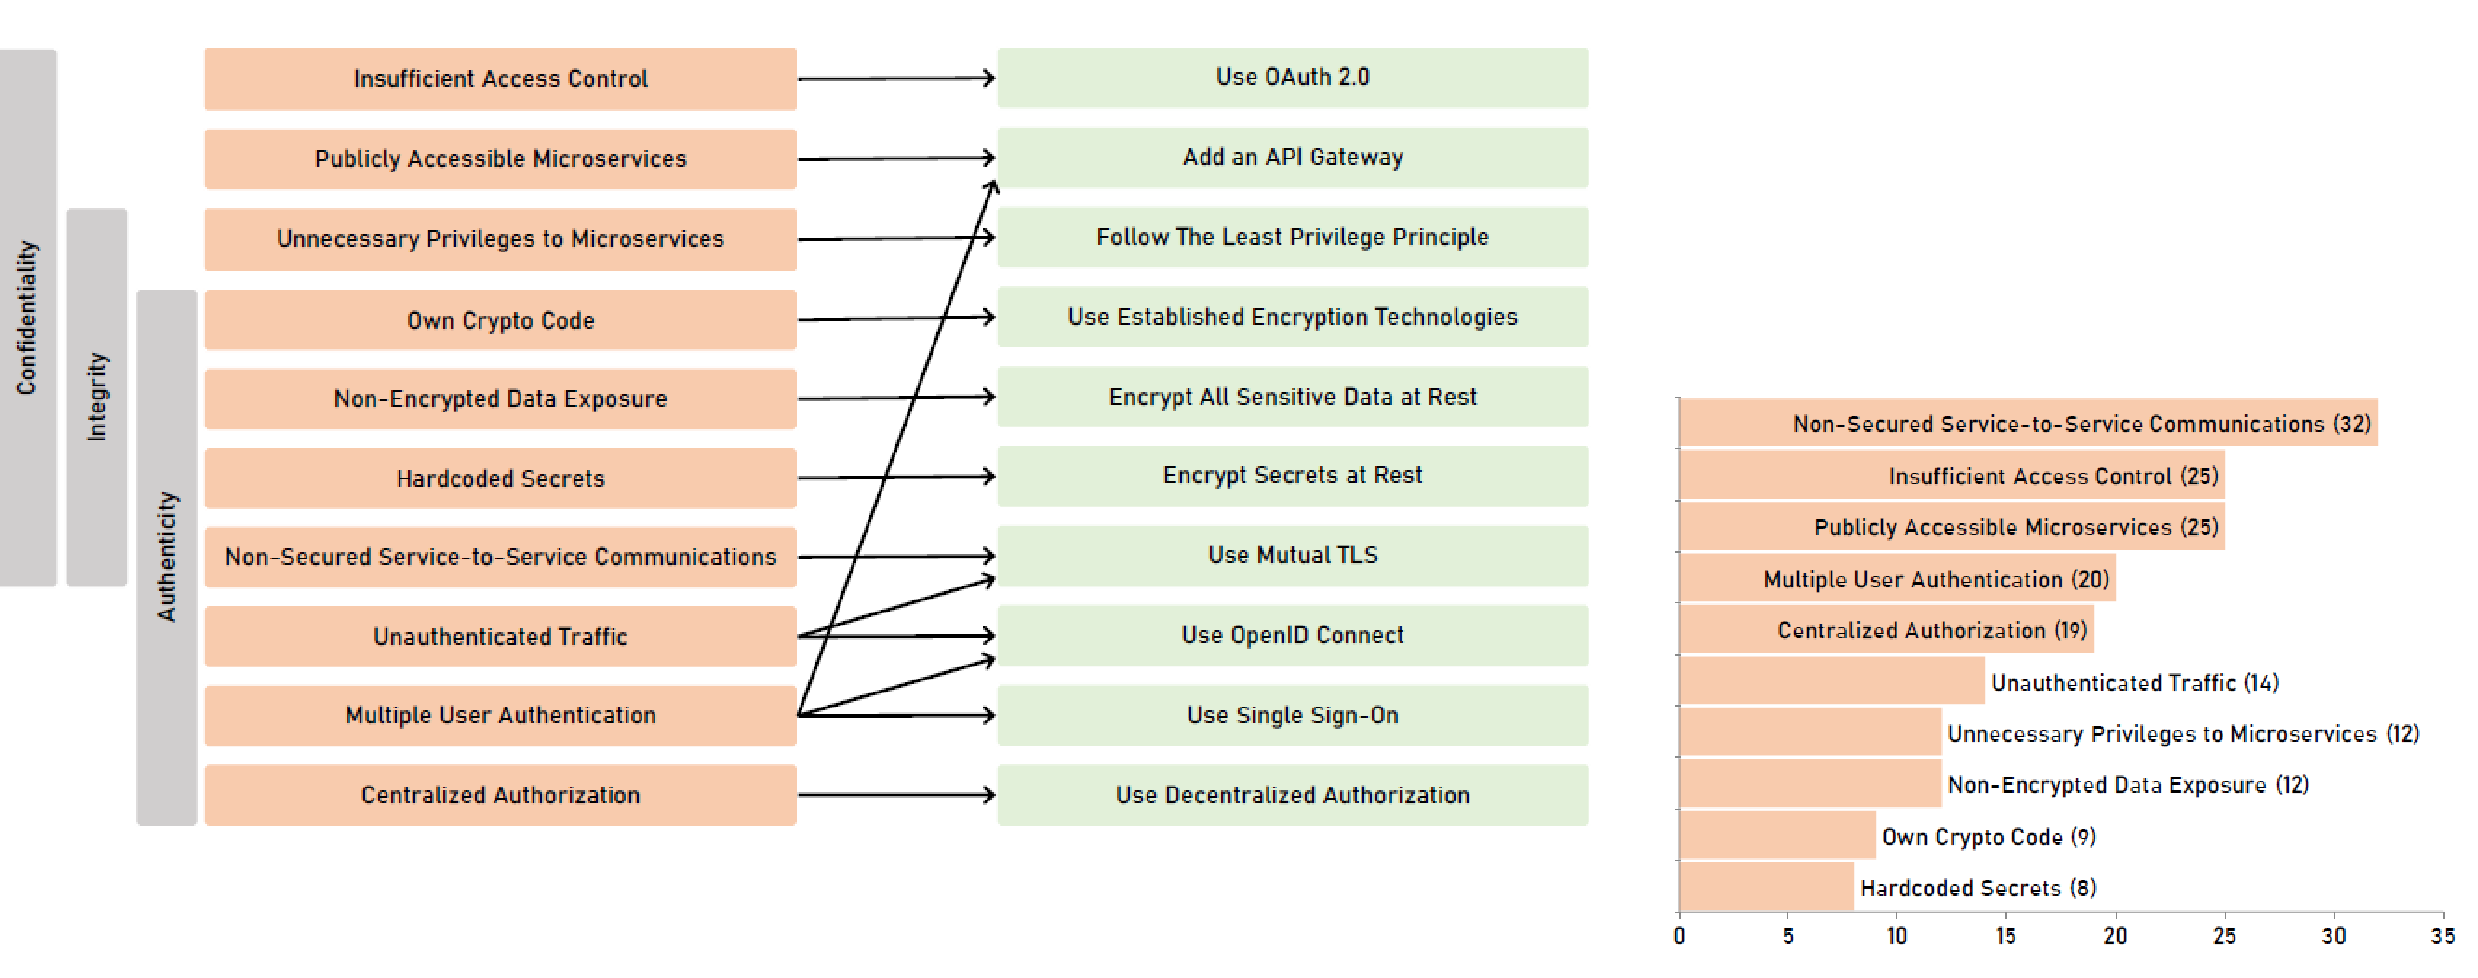 Confidentiality
Integrity
Authenticity
Insufficient Access Control
Publicly Accessible Microservices
Unnecessary Privileges to Microservices
Own Crypto Code
Non-Encrypted Data Exposure
Hardcoded Secrets
Non-Secured Service-to-Service Communications
Unauthenticated Traffic
Multiple User Authentication
Centralized Authorization
Use OAuth 2.0
Add an API Gateway
Follow The Least Privilege Principle
Use Established Encryption Technologies
Encrypt All Sensitive Data at Rest
Encrypt Secrets at Rest
Use Mutual TLS
Use OpenID Connect
Use Single Sign-On
Use Decentralized Authorization
Non-Secured Service-to-Service Communications (32)
Insufficient Access Control (25)
Publicly Accessible Microservices (25)
Multiple User Authentication (20)
Centralized Authorization (19)
Unauthenticated Traffic (14)
Unnecessary Privileges to Microservices (12)
Non-Encrypted Data Exposure (12)
Own Crypto Code (9)
Hardcoded Secrets (8)
0 5 10 15 20 25 30 35